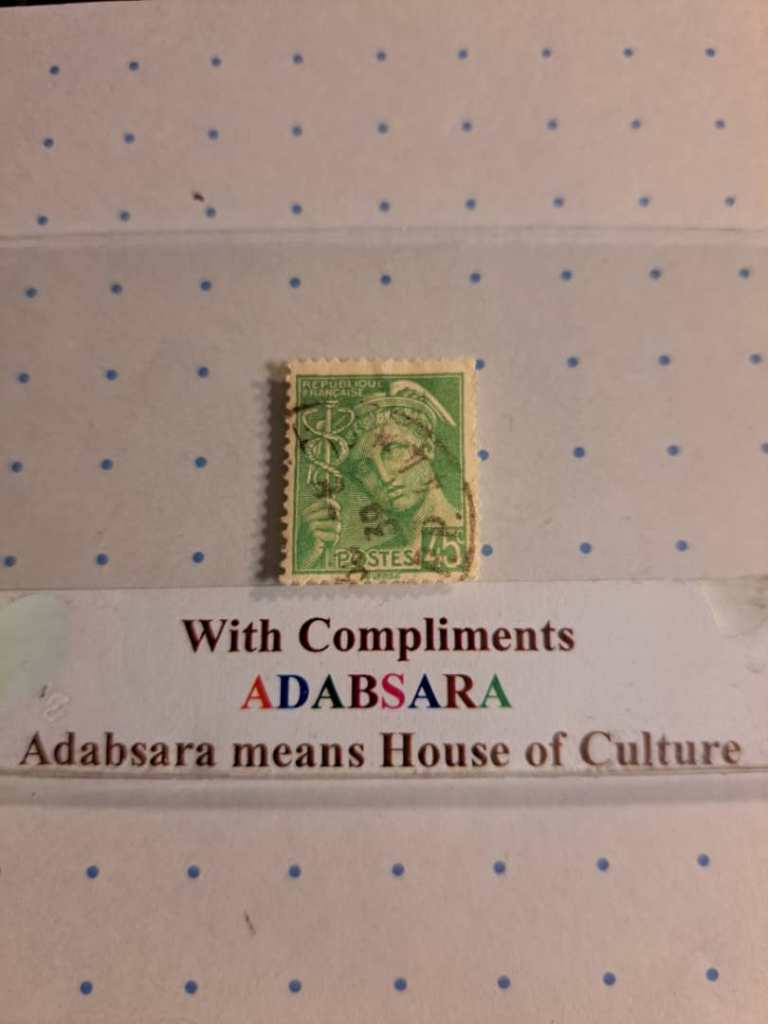 REPUBLIQUE
FRANÇAISE
POSTES 45
With Compliments
ADABSARA
Adabsara means House of Culture